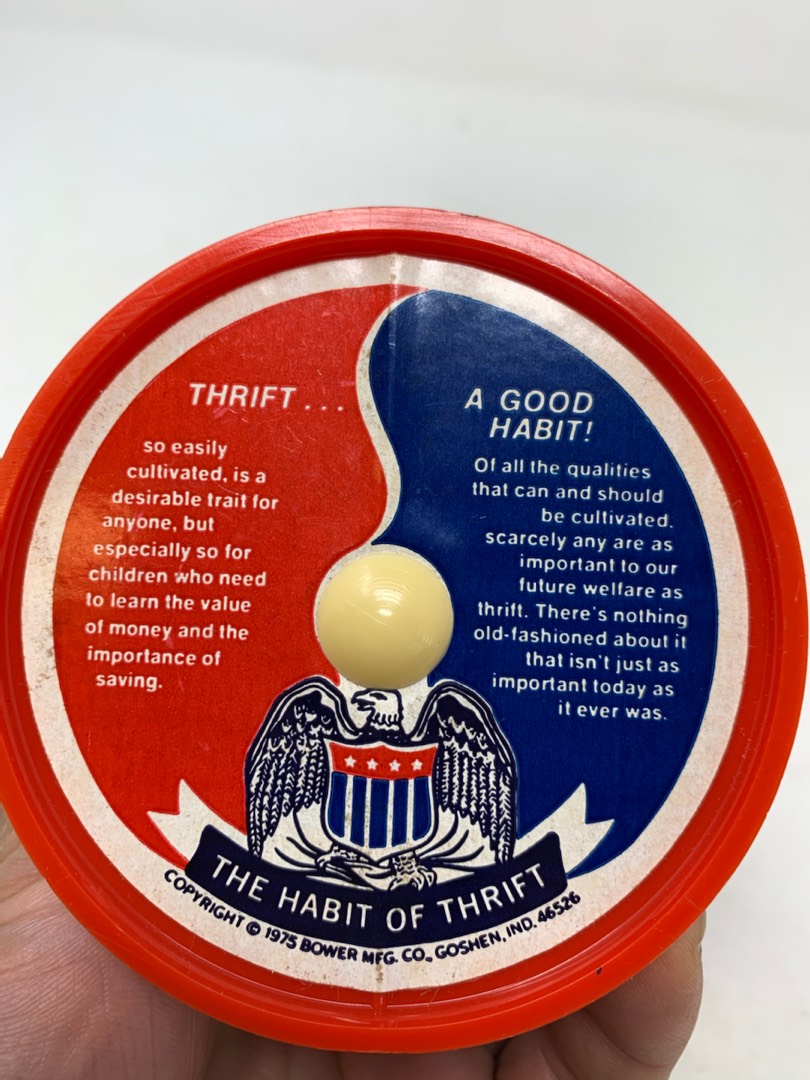 THRIFT...
so easily
cultivated, is a
desirable trait for
anyone, but
especially so for
children who need
to learn the value
of money and the
importance of
saving.
A GOOD
HABIT!
Of all the qualities
that can and should
be cultivated.
scarcely any are as
important to our
future welfare as
thrift. There's nothing
old-fashioned about it
that isn't just as
important today as
it ever was.
THE HABIT OF THRIFT
COPYRIGHT © 1975 BOWER MFG. CO., GOSHEN, IND. 46526